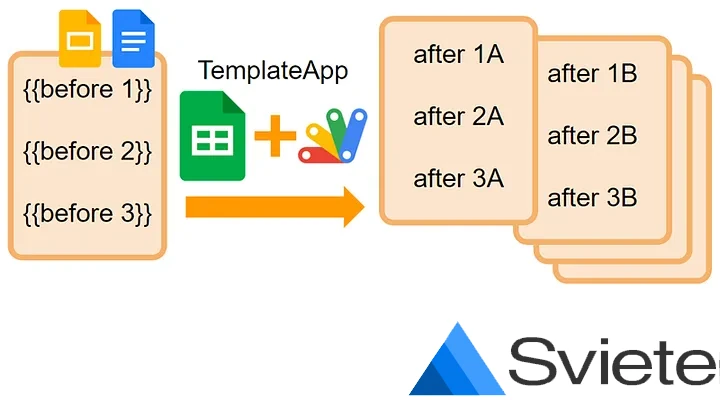 {{before 1}}
{{before 2}}
{{before 3}}
TemplateApp
after 1A
after 2A
after 3A
after 1B
after 2B
after 3B